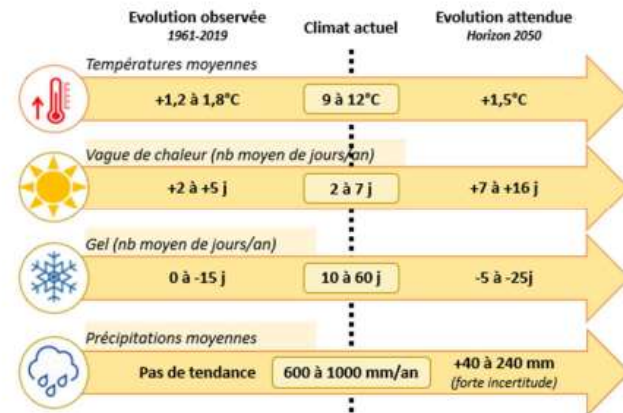 Evolution observée
1961-2019
Climat actuel
Evolution attendue
Horizon 2050
Températures moyennes
+1,2 à 1,8°C
9 à 12°C
+1,5°C
Vague de chaleur (nb moyen de jours/an)
+2 à +5 j
2 à 7 j
+7 à +16 j
Gel (nb moyen de jours/an)
0 à -15 j
10 à 60 j
-5 à -25j
Précipitations moyennes
Pas de tendance
600 à 1000 mm/an
+40 à 240 mm
(forte incertitude)